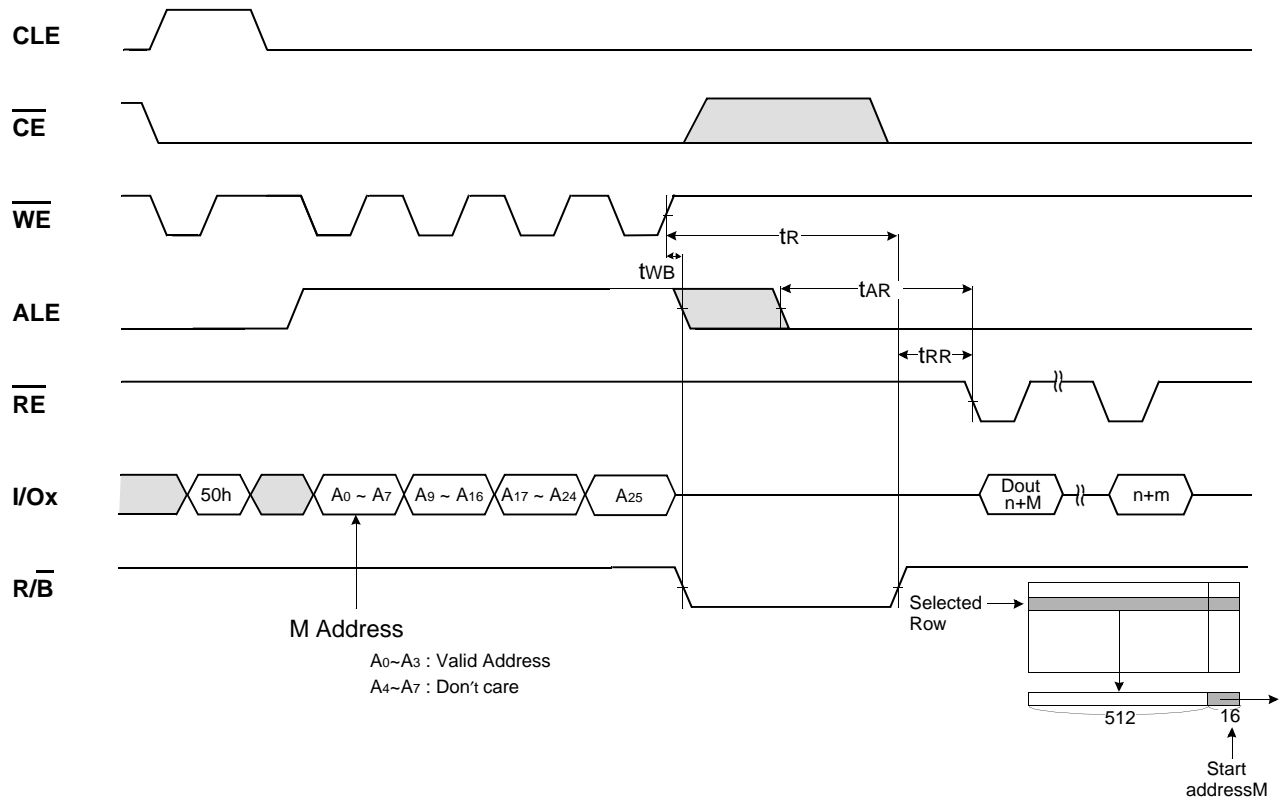 CLE
CE
WE
tR
tWB
ALE
tAR
tRR
RE
I/Ox
50h
A0 ~ A7
A9 ~ A16
A17 ~ A24
A25
Dout
n+M
n+m
R/B
M Address
A0~A3 : Valid Address
A4~A7 : Don't care
Selected
Row
512
16
Start
addressM